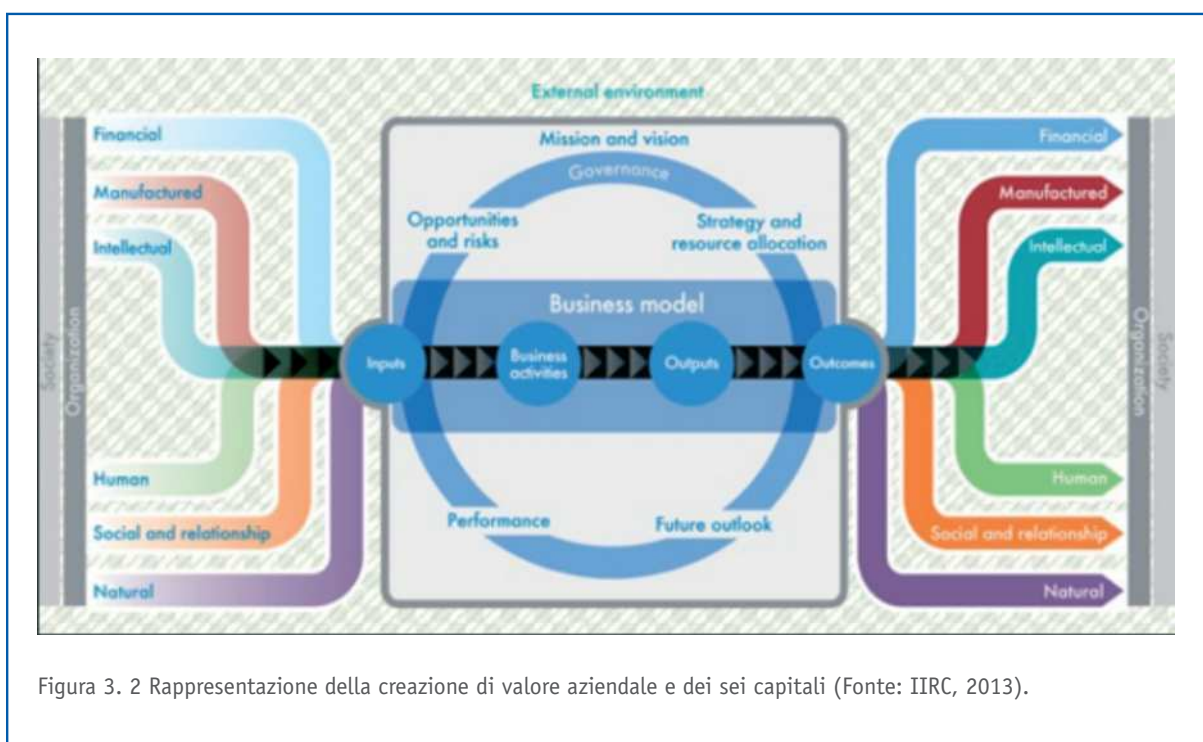 External environment
Society
Organization
Financial
Manufactured
Intellectual
Human
Social and relationship
Natural
Mission and vision
Governance
Opportunities
and risks
Strategy and
resource allocation
Business model
Inputs
Business
activities
Outputs
Outcomes
Performance
Future outlook
Financial
Manufactured
Intellectual
Human
Social and relationship
Natural
Organization
Society
Figura 3. 2 Rappresentazione della creazione di valore aziendale e dei sei capitali (Fonte: IIRC, 2013).